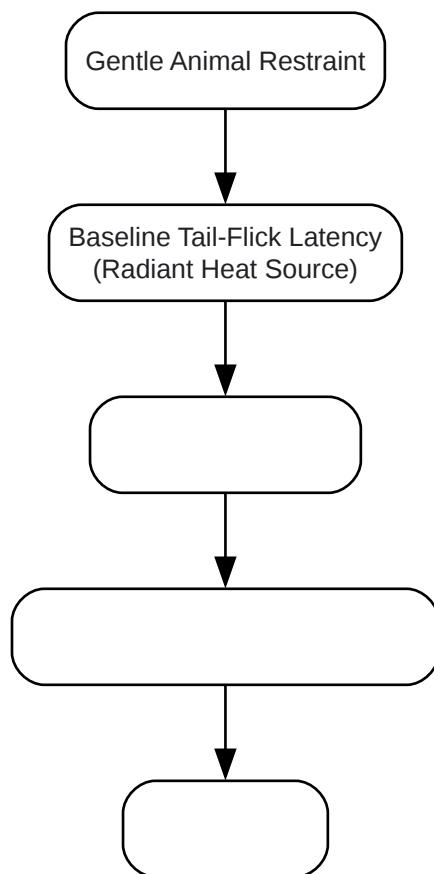 Gentle Animal Restraint
Baseline Tail-Flick Latency
(Radiant Heat Source)